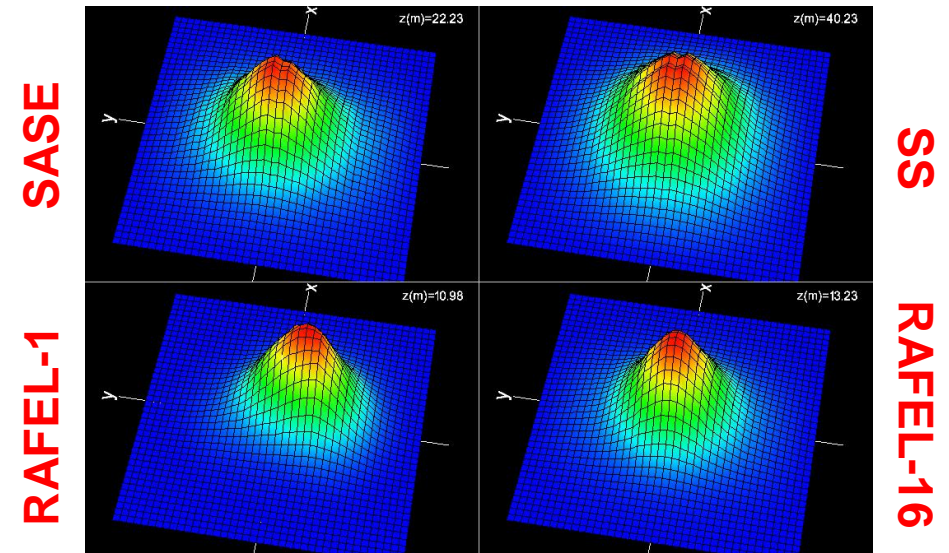 SASE
x
z(m)=22.23
y
x
z(m)=40.23
y
SS
RAFEL-1
x
z(m)=10.98
y
x
z(m)=13.23
y
RAFEL-16